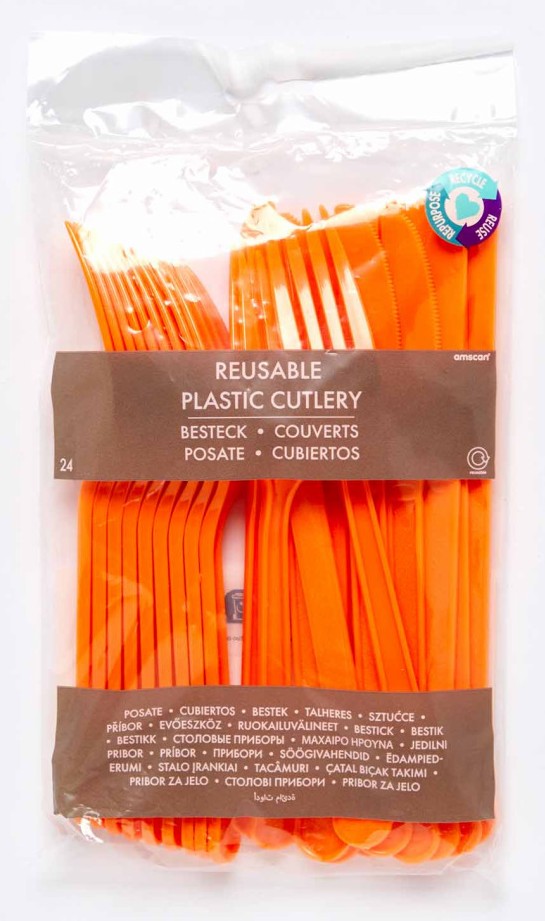 RECYCLE
REUSE
REPURPOSE
amscan
REUSABLE
PLASTIC CUTLERY
BESTECK • COUVERTS
POSATE • CUBIERTOS
24
POSATE • CUBIERTOS • BESTEK • TALHERES • SZTUĆCE •
PŘÍBOR • EVŐESZKÖZ • RUOKAILUVÄLINEET • BESTICK • BESTIK
• BESTIKK • СТОЛОВЫЕ ПРИБОРЫ • ΜΑΧΑΙΡΟ ΗΡΟΥΝΑ • JEDILNI
PRIBOR • PRÍBOR • ПРИБОРИ • SÖÖGIVAHENDID • ĒDAMPIED-
ERUMI • STALO ĮRANKIAI • TACÂMURI • ÇATAL BIÇAK TAKIMI •
PRIBOR ZA JELO • СТОЛОВІ ПРИБОРИ • PRIBOR ZA JELO